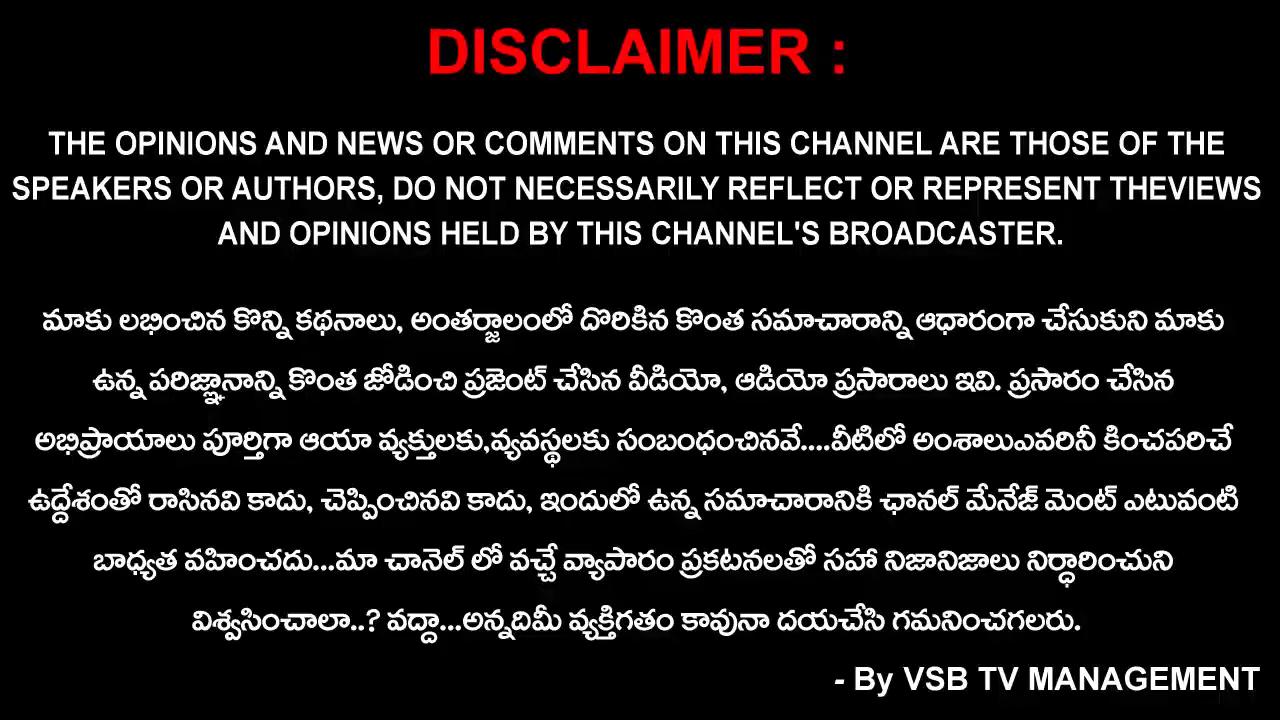 DISCLAIMER :
THE OPINIONS AND NEWS OR COMMENTS ON THIS CHANNEL ARE THOSE OF THE
SPEAKERS OR AUTHORS, DO NOT NECESSARILY REFLECT OR REPRESENT THEVIEWS
AND OPINIONS HELD BY THIS CHANNEL'S BROADCASTER.
మాకు లభించిన కొన్ని కథనాలు, అంతర్జాలంలో దొరికిన కొంత సమాచారాన్ని ఆధారంగా చేసుకుని మాకు
ఉన్న పరిజ్ఞానాన్ని కొంత జోడించి ప్రజెంట్ చేసిన వీడియో, ఆడియో ప్రసారాలు ఇవి. ప్రసారం చేసిన
అభిప్రాయాలు పూర్తిగా ఆయా వ్యక్తులకు,వ్యవస్థలకు సంబంధంచినవే....వీటిలో అంశాలుఎవరినీ కించపరిచే
ఉద్దేశంతో రాసినవి కాదు, చెప్పించినవి కాదు, ఇందులో ఉన్న సమాచారానికి ఛానల్ మేనేజ్ మెంట్ ఎటువంటి
బాధ్యత వహించదు...మా చానెల్ లో వచ్చే వ్యాపారం ప్రకటనలతో సహా నిజానిజాలు నిర్ధారించుని
విశ్వసించాలా..? వద్దా...అన్నదిమీ వ్యక్తిగతం కావునా దయచేసి గమనించగలరు.
- By VSB TV MANAGEMENT